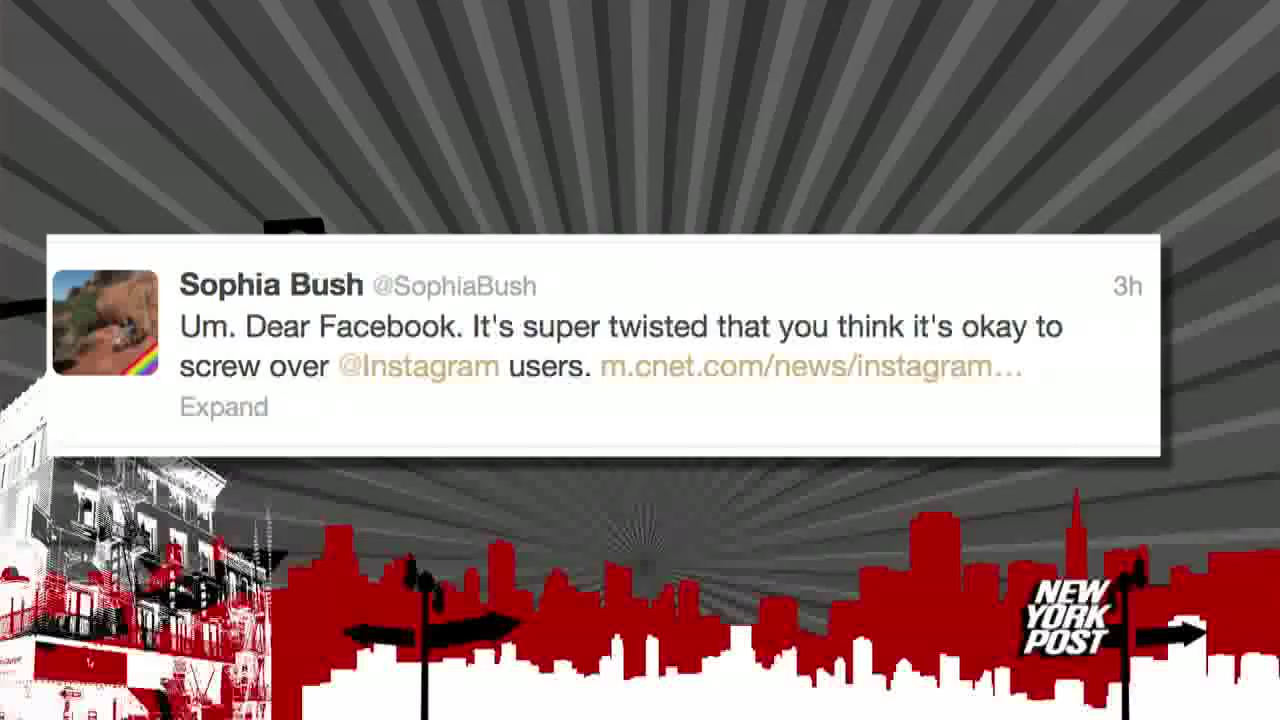 Sophia Bush @SophiaBush 3h
Um. Dear Facebook. It's super twisted that you think it's okay to
screw over @Instagram users. m.cnet.com/news/instagram...
Expand
NEW
YORK
POST